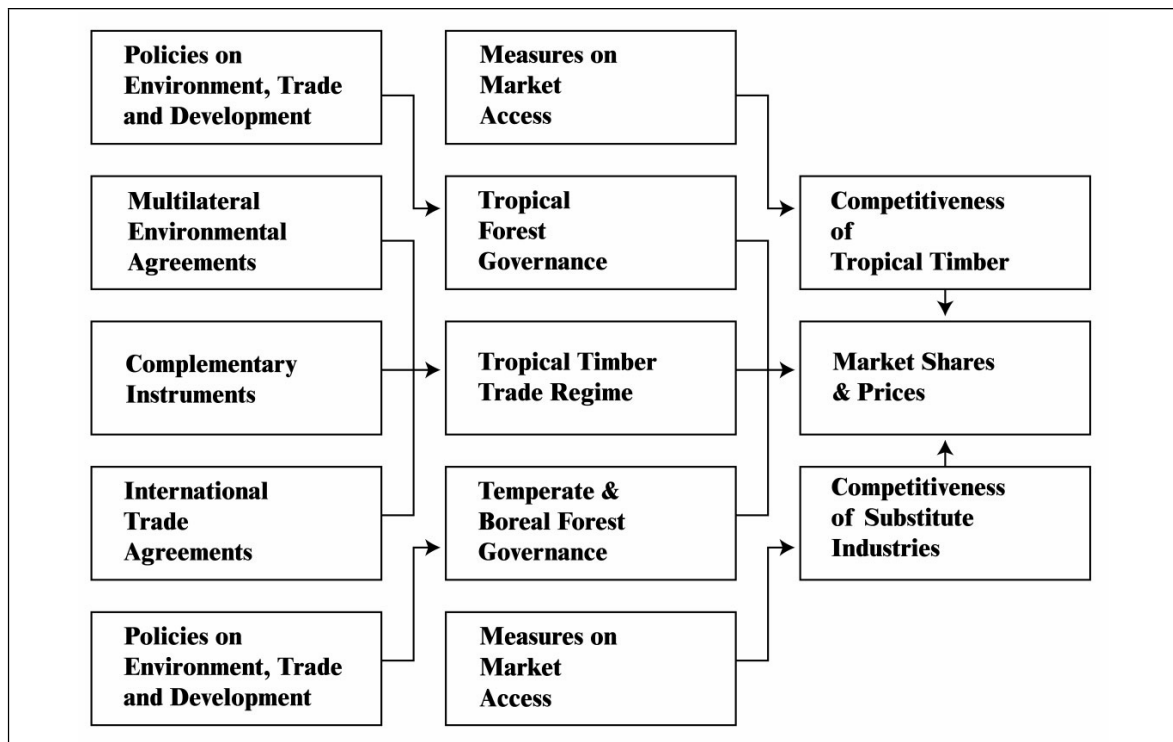 Policies on
Environment, Trade
and Development
Measures on
Market
Access
Multilateral
Environmental
Agreements
Tropical
Forest
Governance
Competitiveness
of
Tropical Timber
Complementary
Instruments
Tropical Timber
Trade Regime
Market Shares
& Prices
International
Trade
Agreements
Temperate &
Boreal Forest
Governance
Competitiveness
of Substitute
Industries
Policies on
Environment, Trade
and Development
Measures on
Market
Access